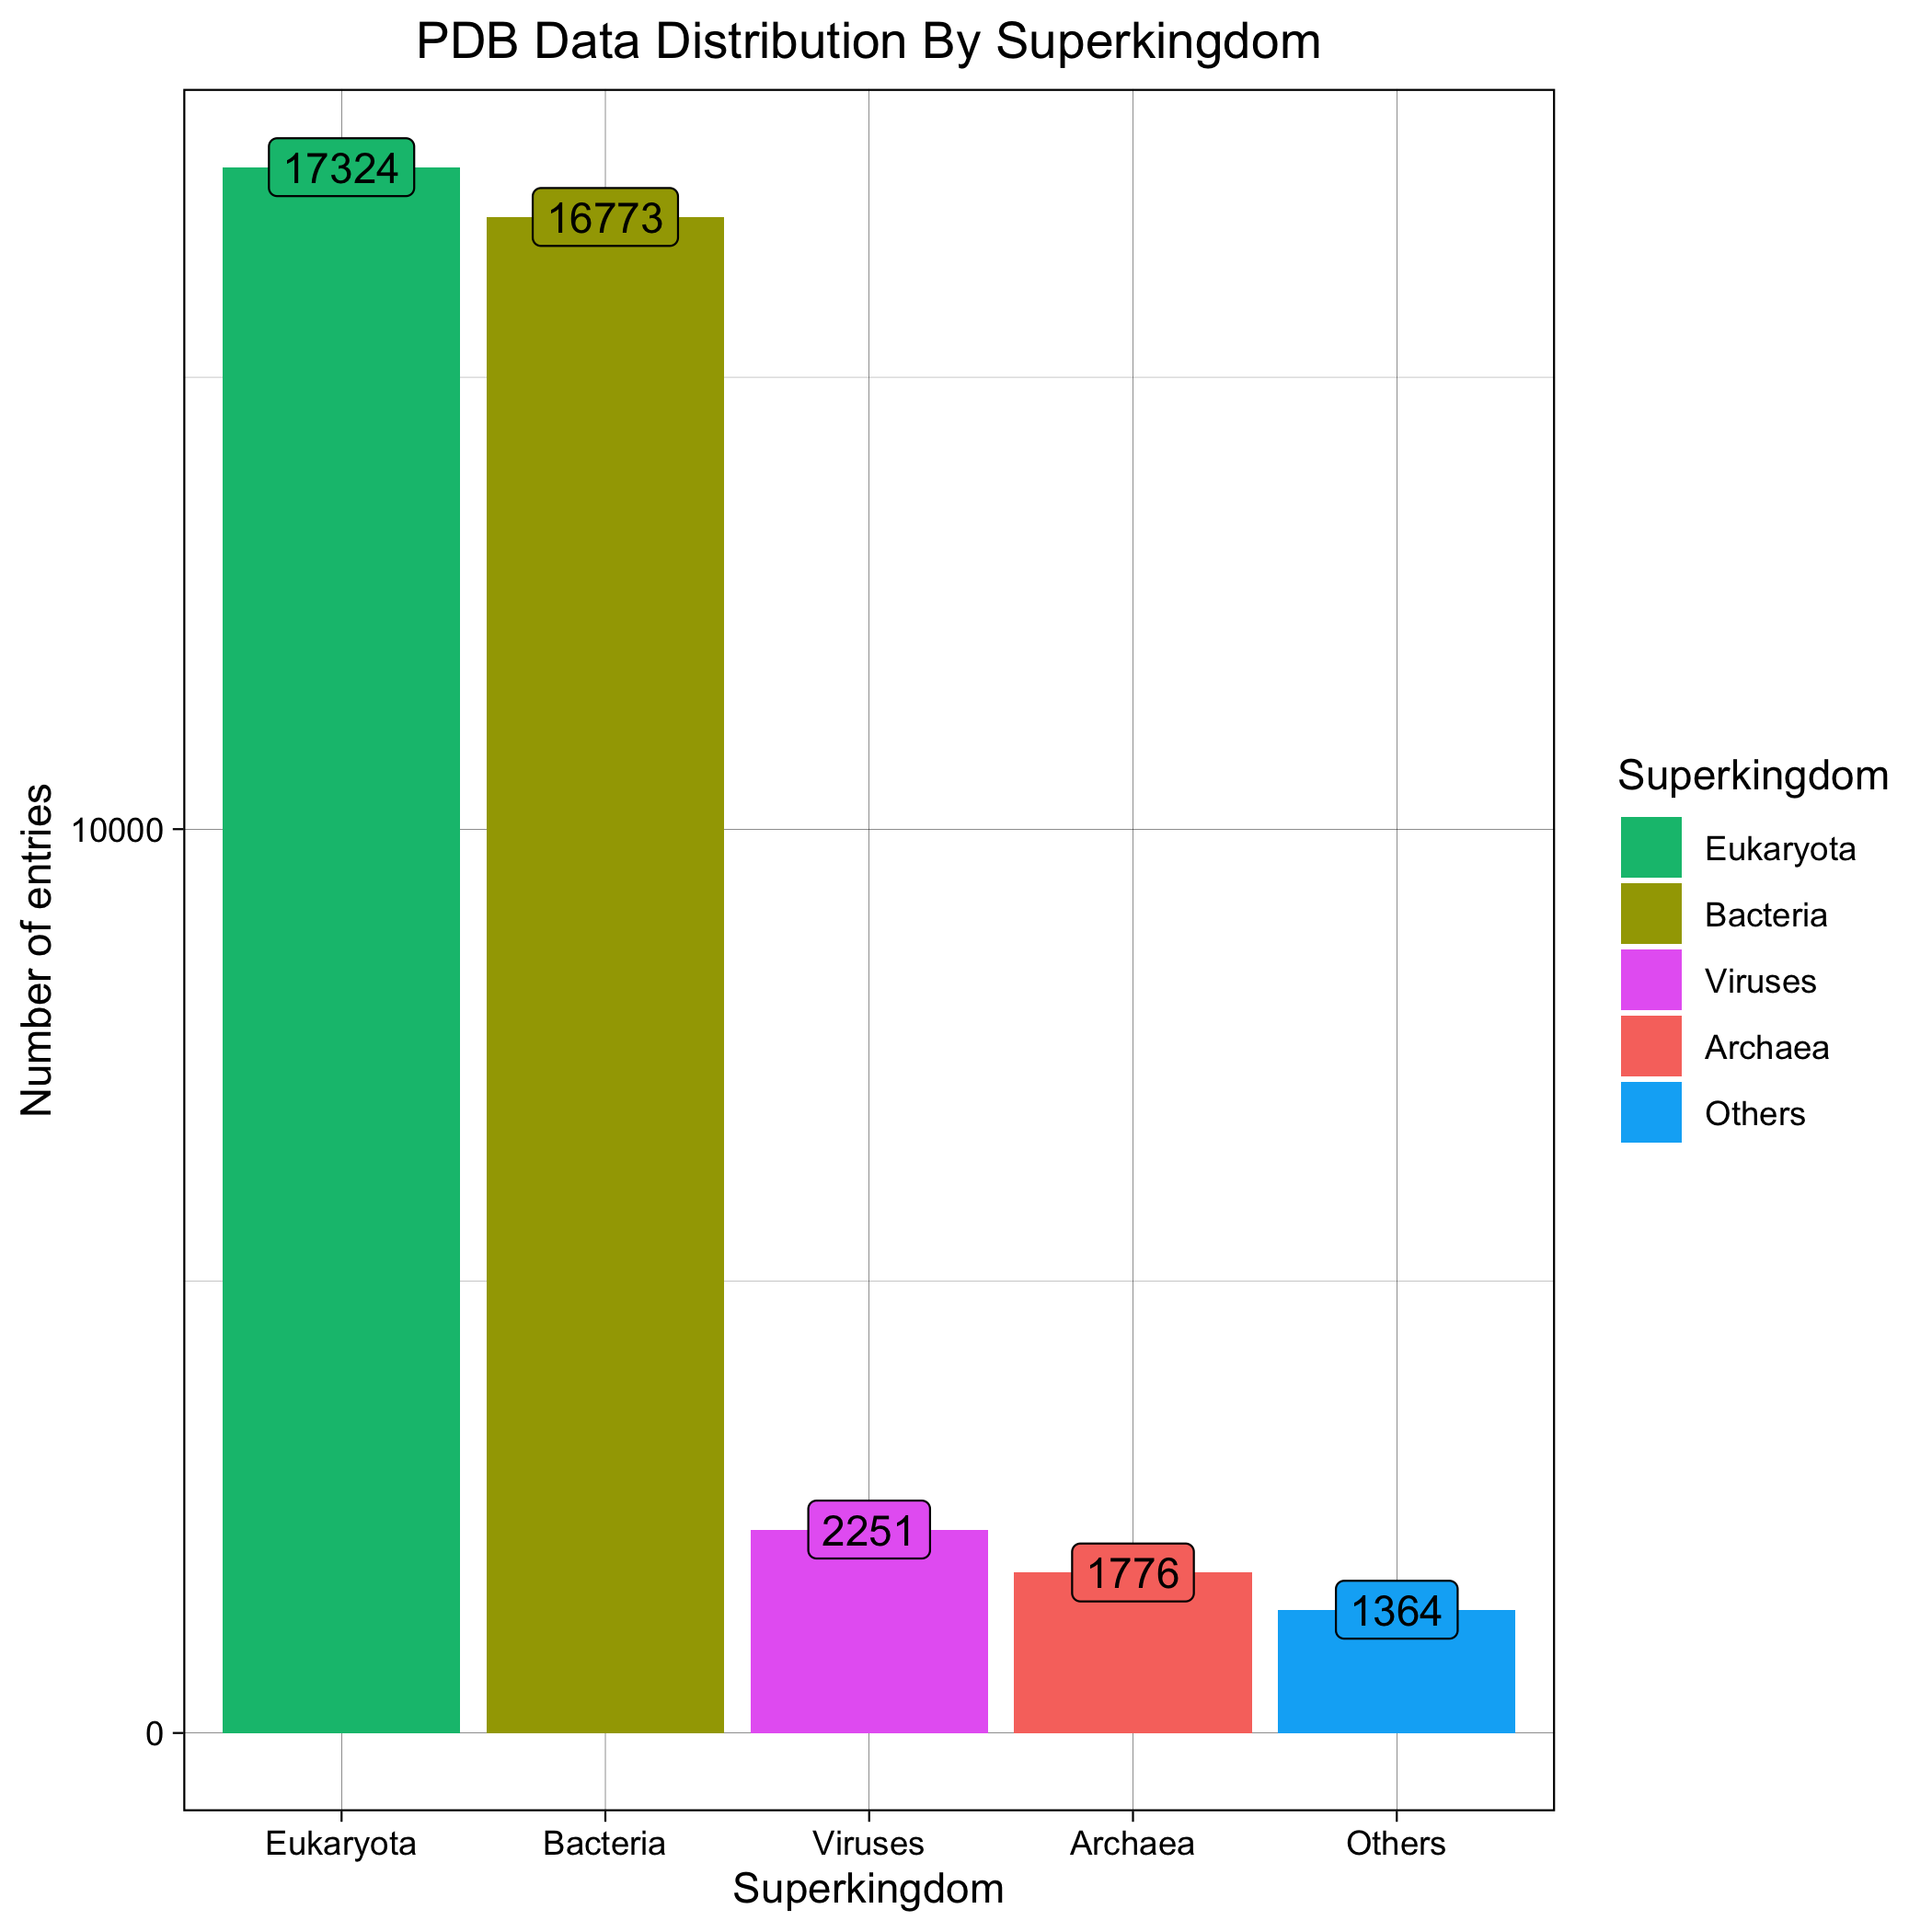 PDB Data Distribution By Superkingdom
17324
16773
2251
1776
1364
Number of entries
10000
0
Eukaryota
Bacteria
Viruses
Archaea
Others
Superkingdom
Superkingdom
Eukaryota
Bacteria
Viruses
Archaea
Others